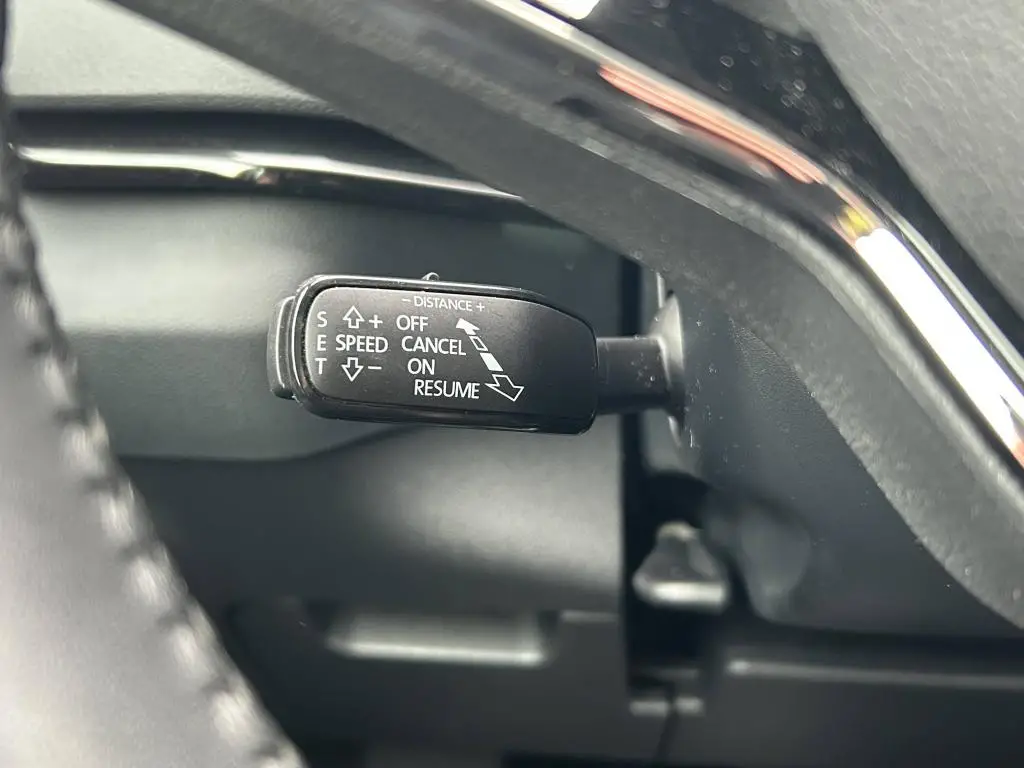 - DISTANCE +
S + OFF
E SPEED CANCEL
T - ON
RESUME